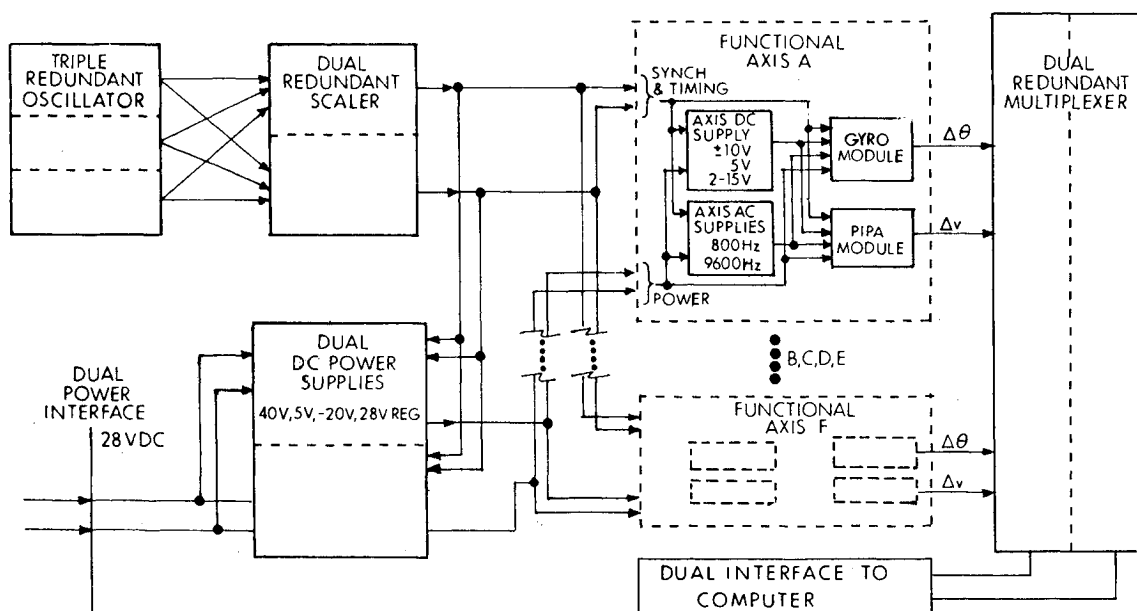 TRIPLE
REDUNDANT
OSCILLATOR
DUAL
REDUNDANT
SCALER
FUNCTIONAL
AXIS A
SYNCH
& TIMING
AXIS DC
SUPPLY
±10V
5V
2-15V
GYRO
MODULE
AXIS AC
SUPPLIES
800Hz
9600Hz
PIPA
MODULE
POWER
Δθ
Δv
DUAL
REDUNDANT
MULTIPLEXER
B,C,D,E
DUAL
POWER
INTERFACE
28VDC
DUAL
DC POWER
SUPPLIES
40V,5V,-20V,28V REG
FUNCTIONAL
AXIS F
Δθ
Δv
DUAL INTERFACE TO
COMPUTER